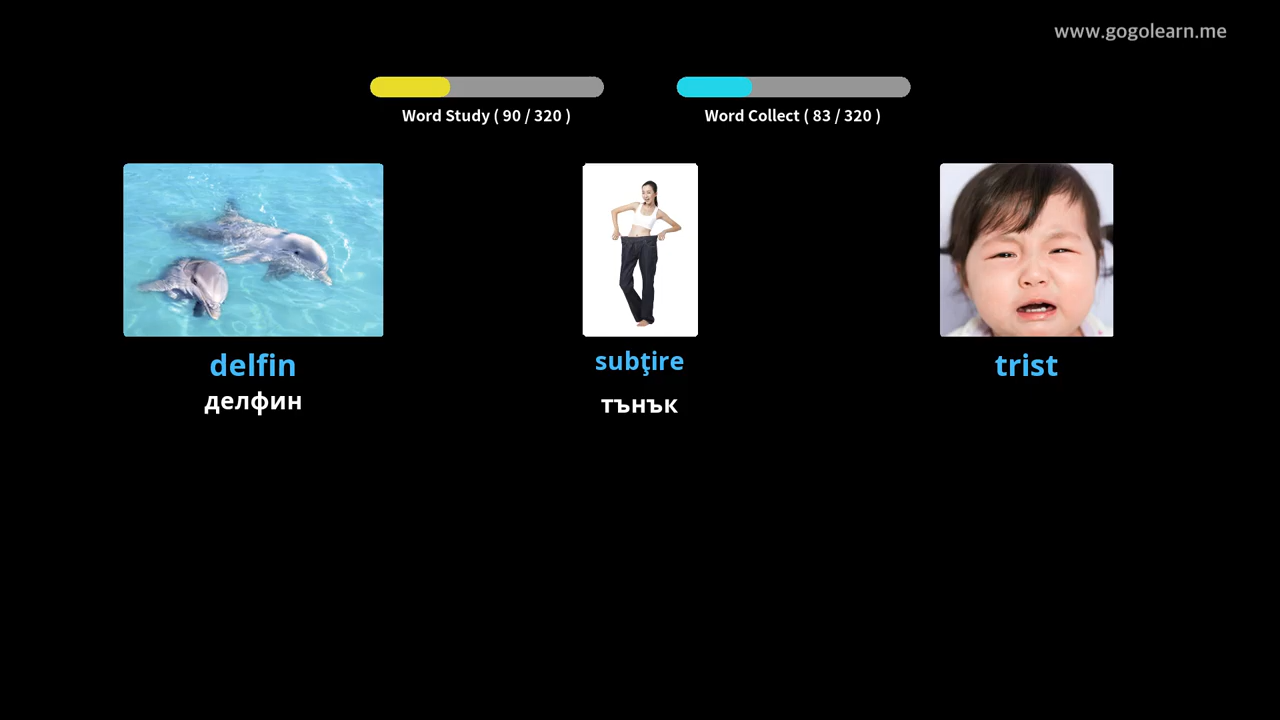 www.gogolearn.me
Word Study ( 90 / 320 )
Word Collect ( 83 / 320 )
delfin
делфин
subţire
тънък
trist